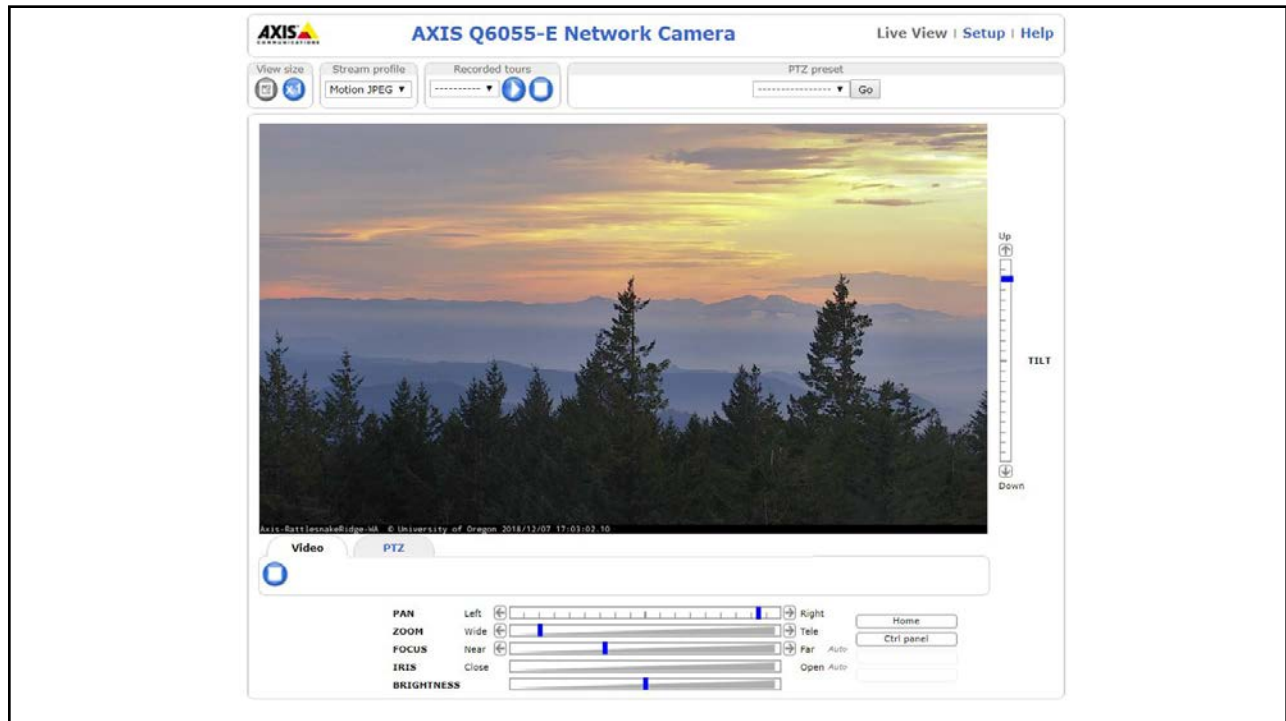 AXIS
COMMUNICATIONS
AXIS Q6055-E Network Camera
Live View | Setup | Help
View size
Stream profile
Recorded tours
PTZ preset
x1
Motion JPEG ▼
---------- ▼
---------------- ▼
Go
Up
TILT
Down
Axis-RattlesnakeRidge-WA © University of Oregon 2018/12/07 17:03:02.10
Video
PTZ
PAN Left Right
Home
ZOOM Wide Tele
Ctrl panel
FOCUS Near Far Auto
IRIS Close Open Auto
BRIGHTNESS